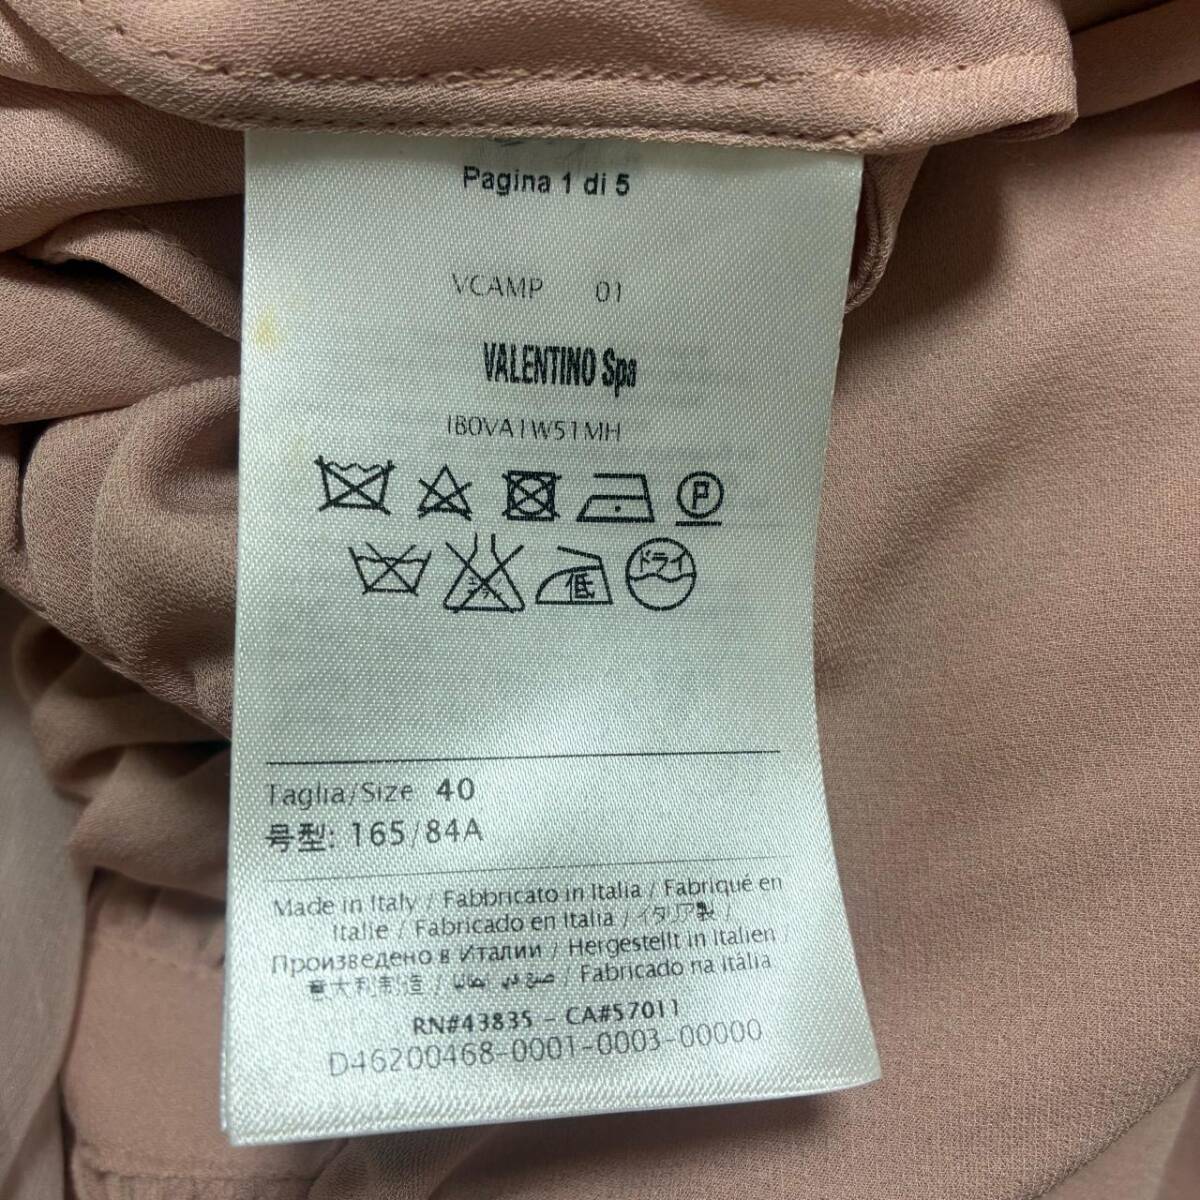 Pagina 1 di 5
VCAMP 01
VALENTINO Spa
IB0VA1W51MH
P
ドライ
低
Taglia/Size 40
号型: 165/84A
Made in Italy / Fabbricato in Italia / Fabriqué en
Italie / Fabricado en Italia / イタリア製 /
Произведено в Италии / Hergestellt in Italien /
意大利制造 / صنع في إيطاليا / Fabricado na Itália
RN#43835 - CA#57011
D46200468-0001-0003-00000